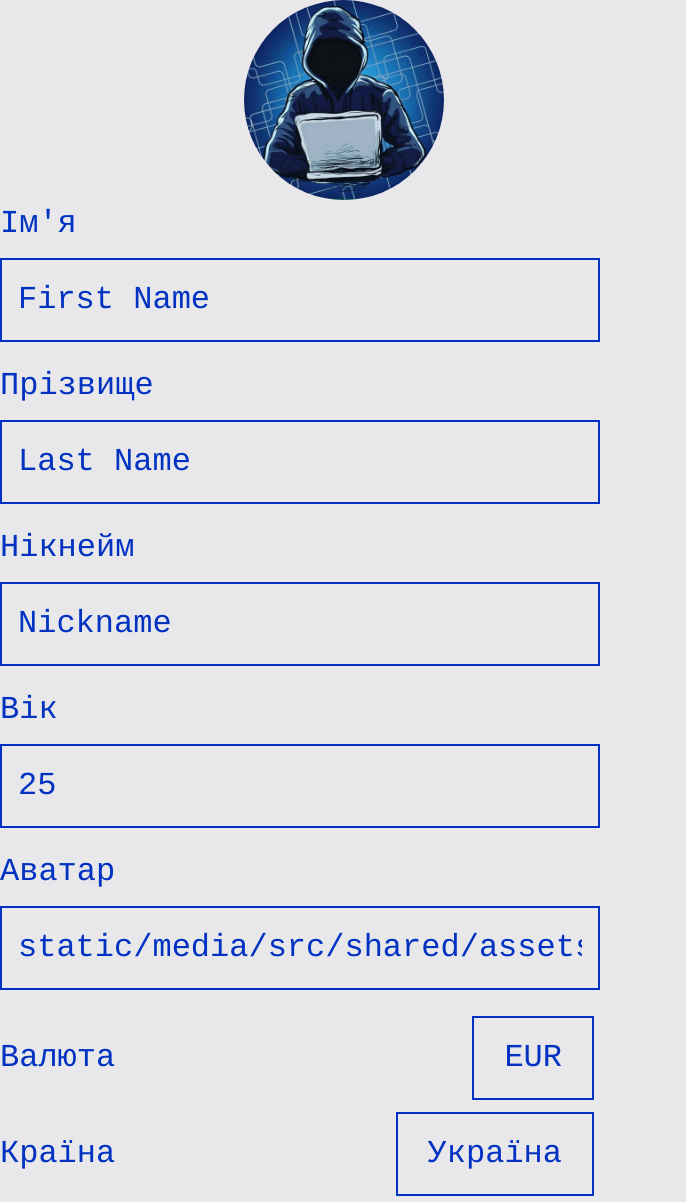 Ім'я
First Name
Прізвище
Last Name
Нікнейм
Nickname
Вік
25
Аватар
static/media/src/shared/assets
Валюта
EUR
Країна
Україна